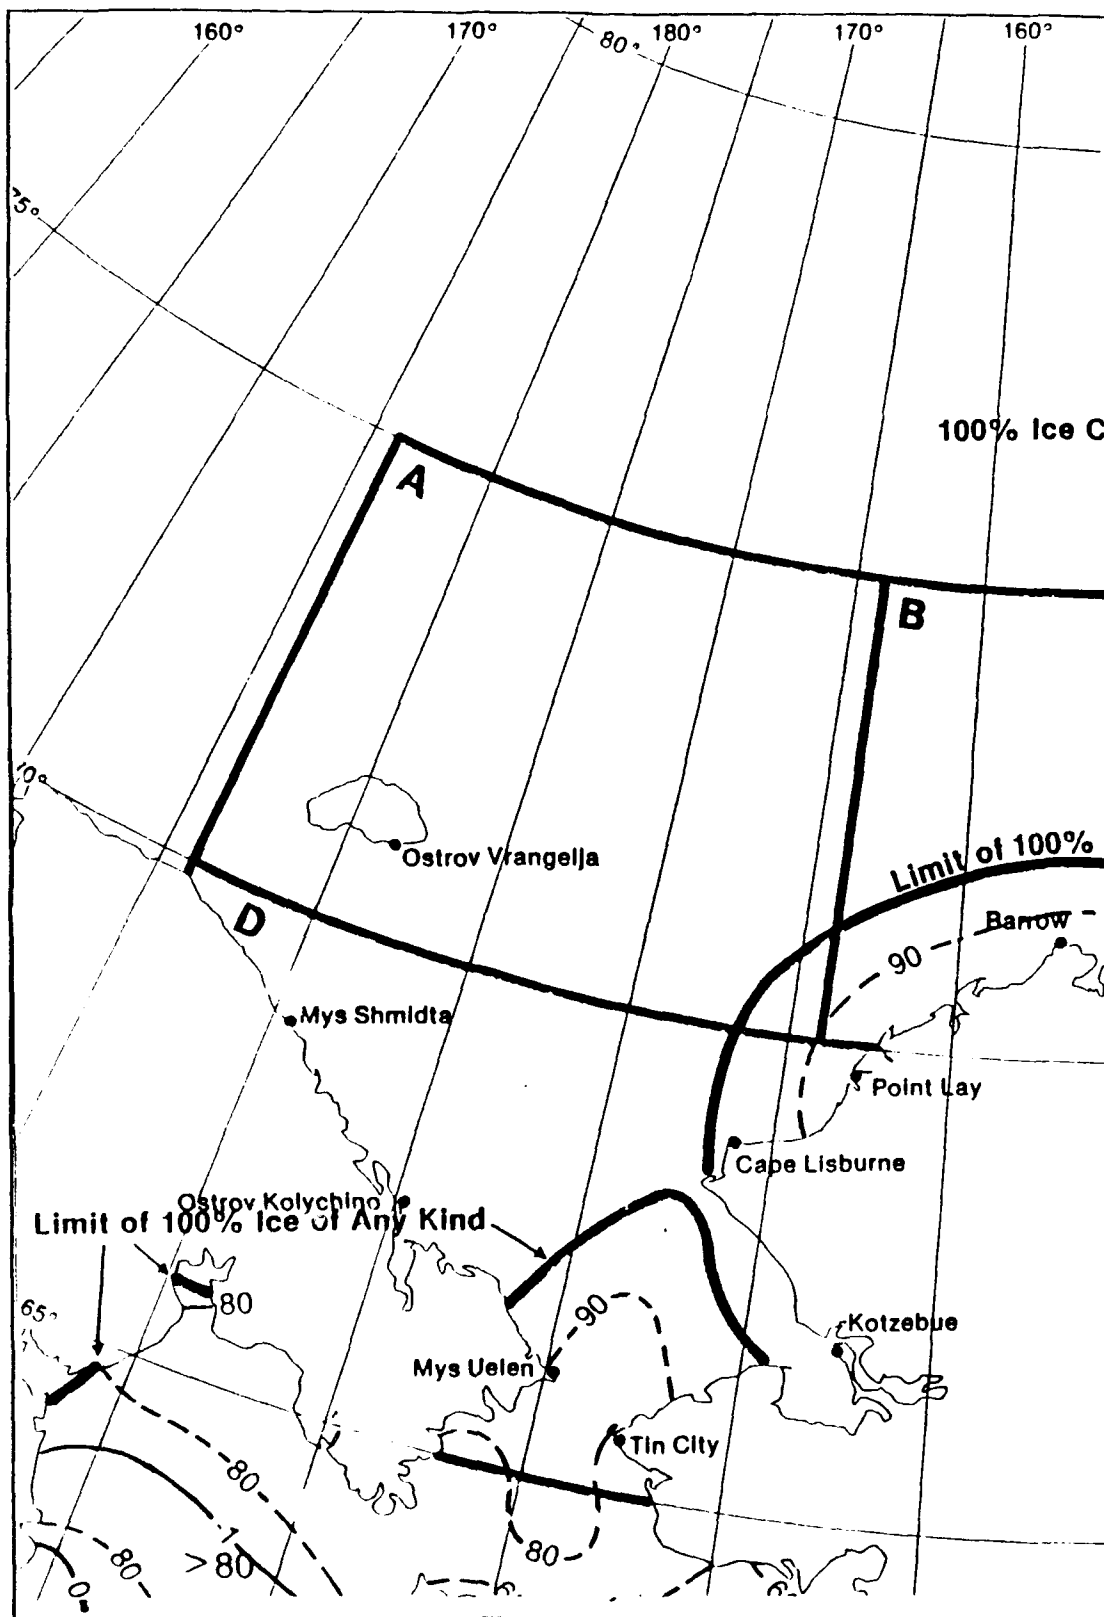 160°
170°
180°
170°
160°
80°
75°
100% Ice C
A
B
70°
Ostrov Vrangelja
Limit of 100%
D
Barrow
90
Mys Shmidta
Point Lay
Cape Lisburne
Ostrov Kolychino
Limit of 100% Ice of Any Kind
80
65°
90
Kotzebue
Mys Uelen
Tin City
80
1
>80
80
80
0